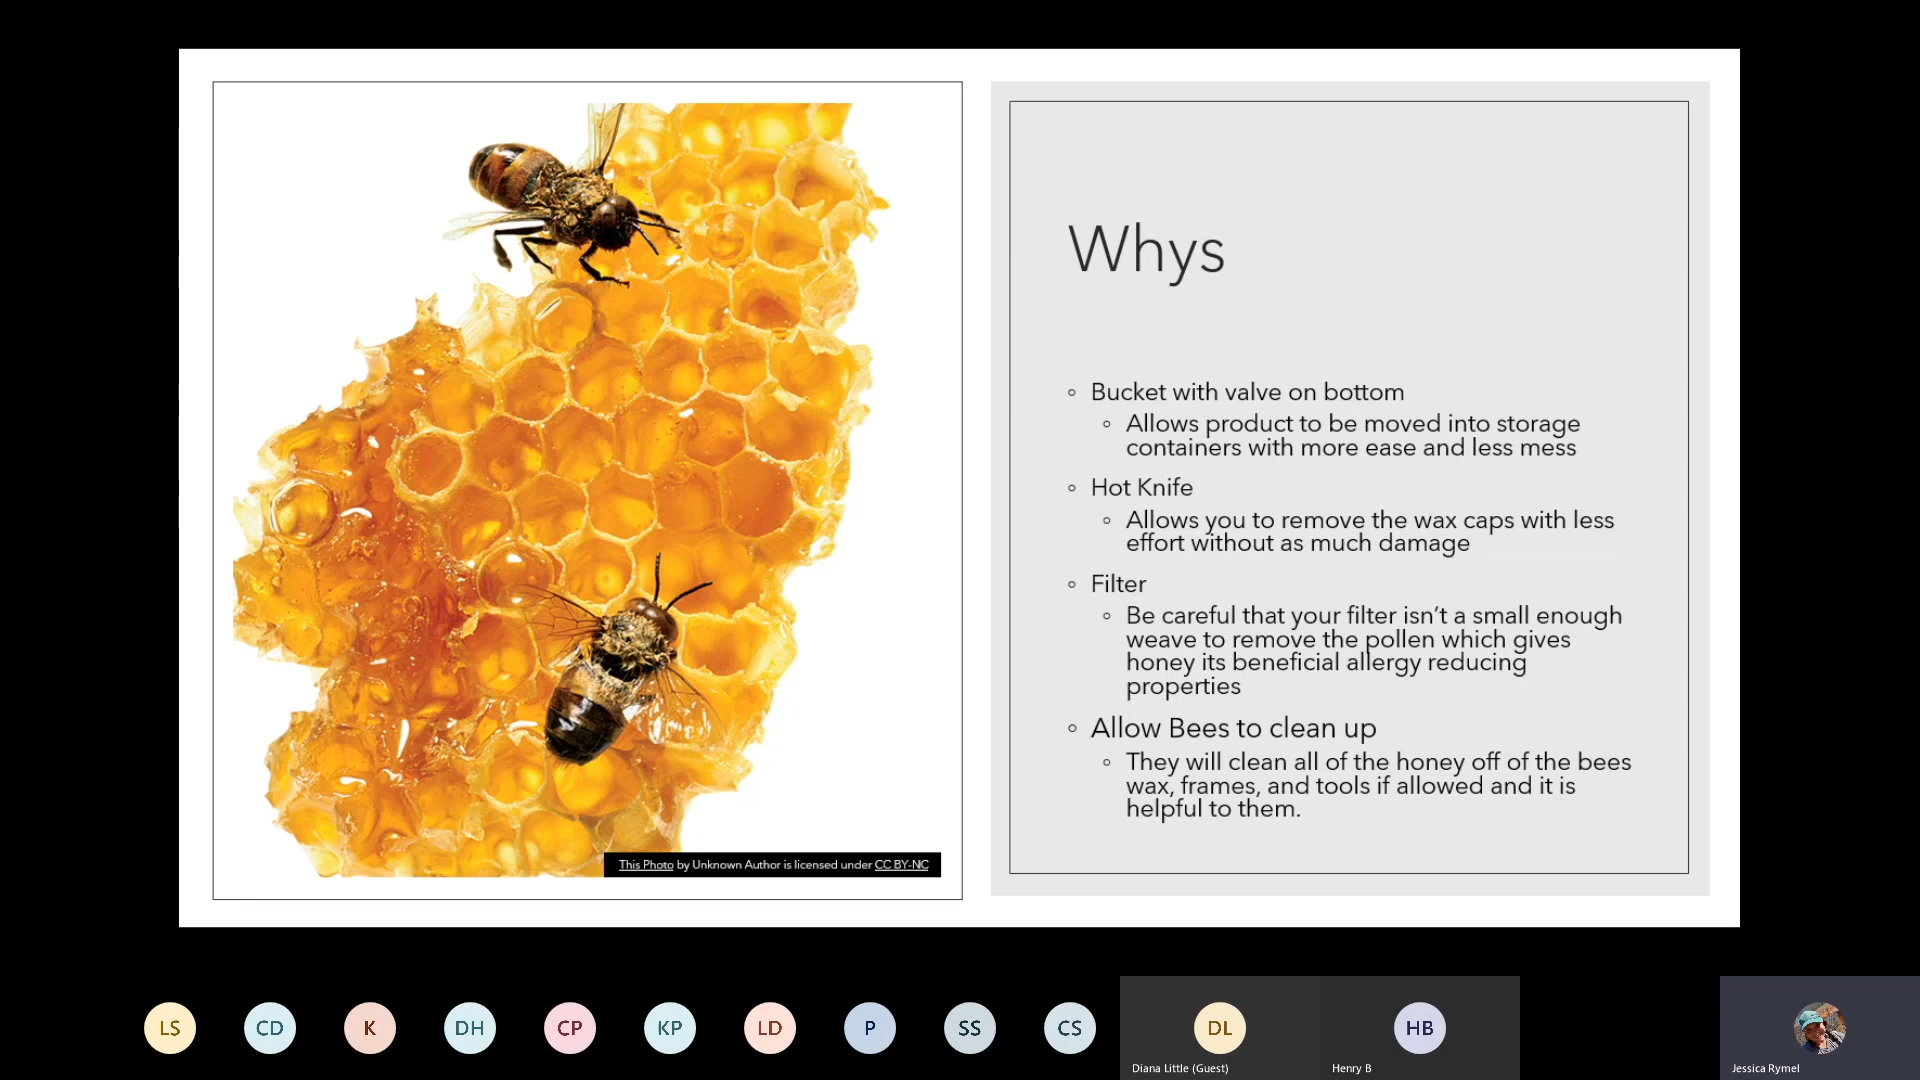 Whys
Bucket with valve on bottom
Allows product to be moved into storage
containers with more ease and less mess
Hot Knife
Allows you to remove the wax caps with less
effort without as much damage
Filter
Be careful that your filter isn’t a small enough
weave to remove the pollen which gives
honey its beneficial allergy reducing
properties
Allow Bees to clean up
They will clean all of the honey off of the bees
wax, frames, and tools if allowed and it is
helpful to them.
This Photo by Unknown Author is licensed under CC BY-NC
LS CD K DH CP KP LD P SS CS DL HB
Diana Little (Guest) Henry B Jessica Rymel